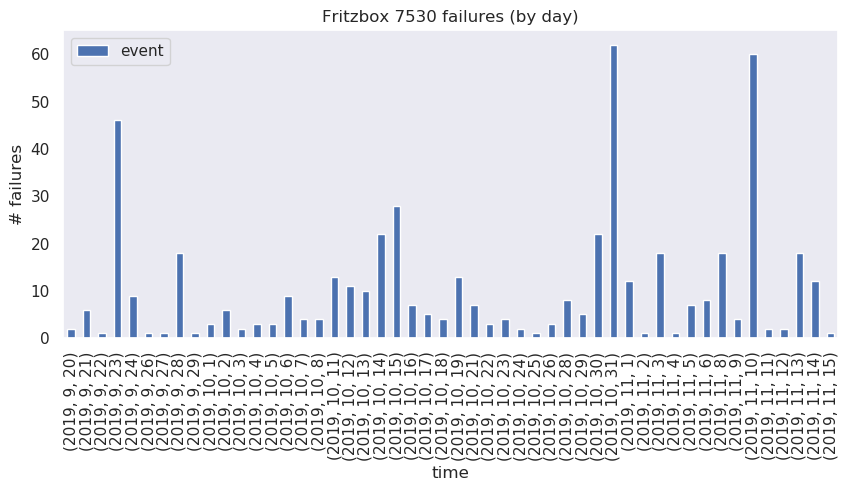 Fritzbox 7530 failures (by day)
event
# failures
60
50
40
30
20
10
0
(2019, 9, 20)
(2019, 9, 21)
(2019, 9, 22)
(2019, 9, 23)
(2019, 9, 24)
(2019, 9, 26)
(2019, 9, 27)
(2019, 9, 28)
(2019, 9, 29)
(2019, 10, 1)
(2019, 10, 2)
(2019, 10, 3)
(2019, 10, 4)
(2019, 10, 5)
(2019, 10, 6)
(2019, 10, 7)
(2019, 10, 8)
(2019, 10, 11)
(2019, 10, 12)
(2019, 10, 13)
(2019, 10, 14)
(2019, 10, 15)
(2019, 10, 16)
(2019, 10, 17)
(2019, 10, 18)
(2019, 10, 19)
(2019, 10, 21)
(2019, 10, 22)
(2019, 10, 23)
(2019, 10, 24)
(2019, 10, 25)
(2019, 10, 26)
(2019, 10, 28)
(2019, 10, 29)
(2019, 10, 30)
(2019, 10, 31)
(2019, 11, 1)
(2019, 11, 2)
(2019, 11, 3)
(2019, 11, 4)
(2019, 11, 5)
(2019, 11, 6)
(2019, 11, 8)
(2019, 11, 9)
(2019, 11, 10)
(2019, 11, 11)
(2019, 11, 12)
(2019, 11, 13)
(2019, 11, 14)
(2019, 11, 15)
time